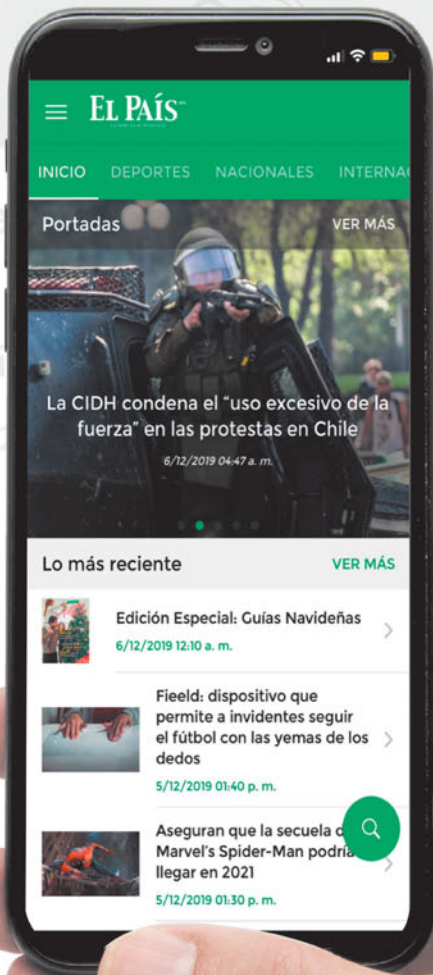 EL PAÍS
INICIO DEPORTES NACIONALES INTERNA
Portadas VER MÁS
La CIDH condena el "uso excesivo de la
fuerza" en las protestas en Chile
6/12/2019 04:47 a. m.
Lo más reciente VER MÁS
Edición Especial: Guías Navideñas
6/12/2019 12:10 a. m.
Fieeld: dispositivo que
permite a invidentes seguir
el fútbol con las yemas de los
dedos
5/12/2019 01:40 p. m.
Aseguran que la secuela d
Marvel's Spider-Man podría
llegar en 2021
5/12/2019 01:30 p. m.